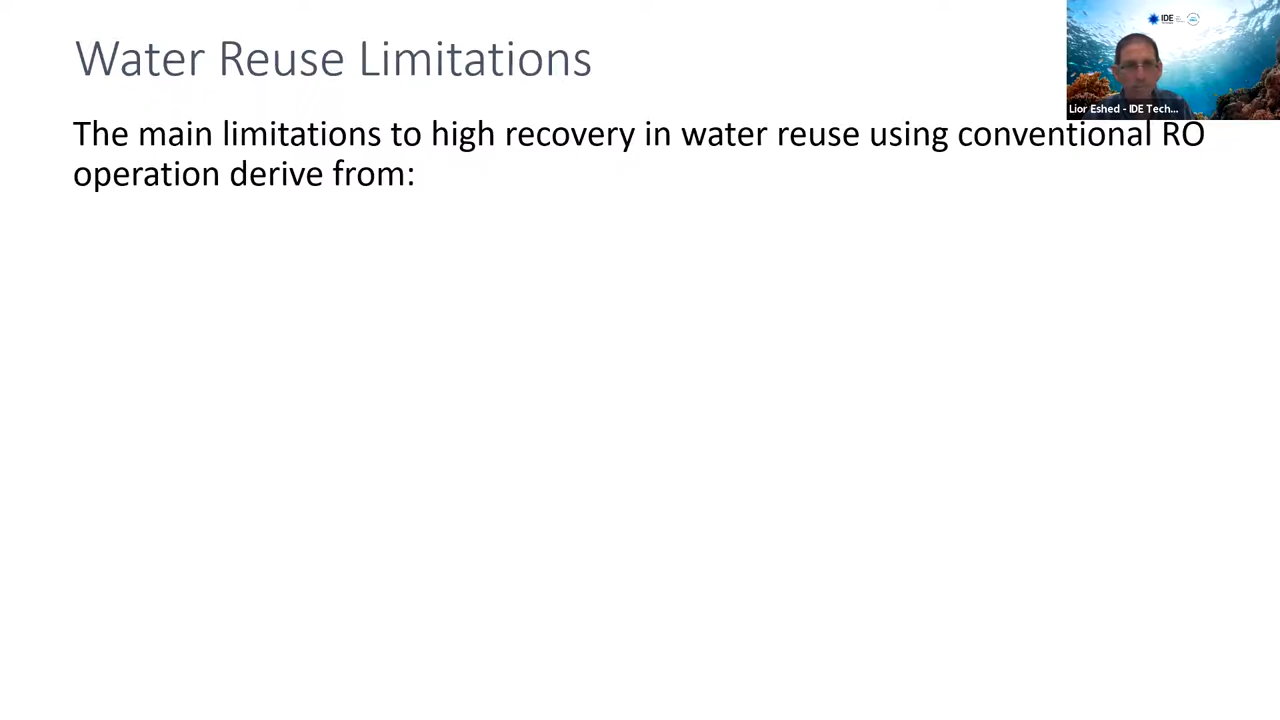 Water Reuse Limitations
IDE
Lior Eshed - IDE Tech...
The main limitations to high recovery in water reuse using conventional RO
operation derive from: